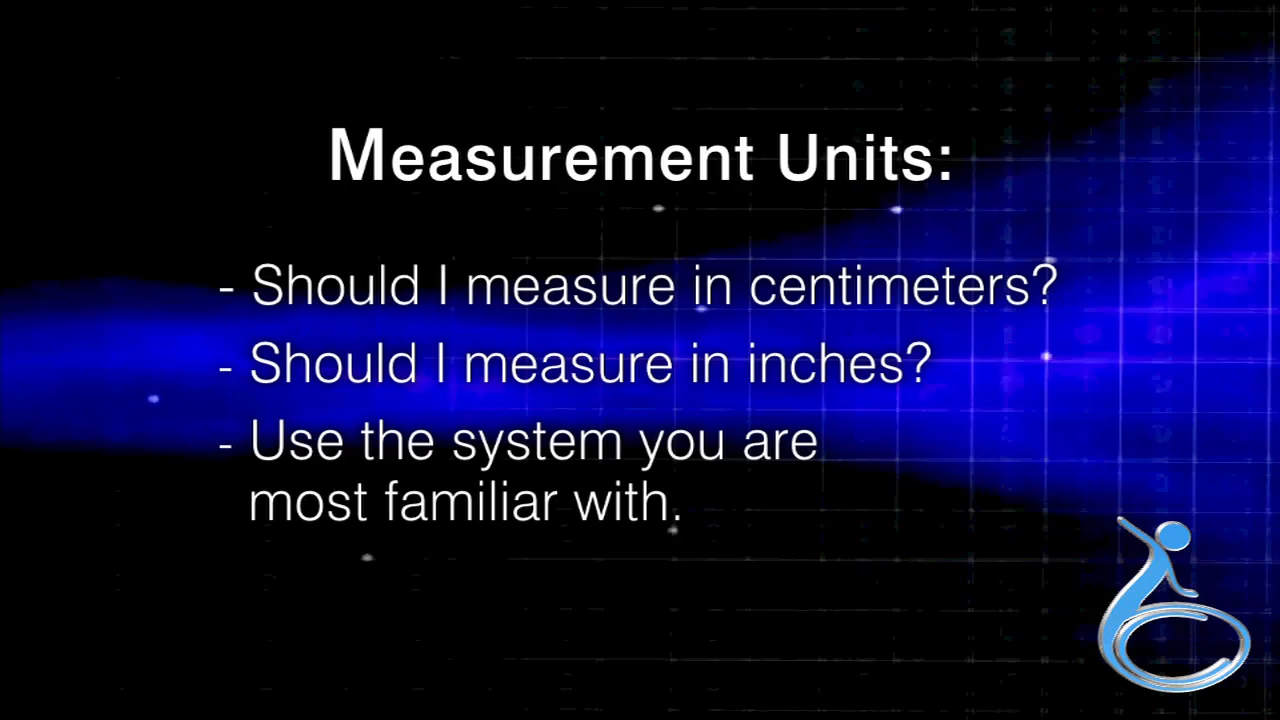 Measurement Units:
- Should I measure in centimeters?
- Should I measure in inches?
- Use the system you are
most familiar with.